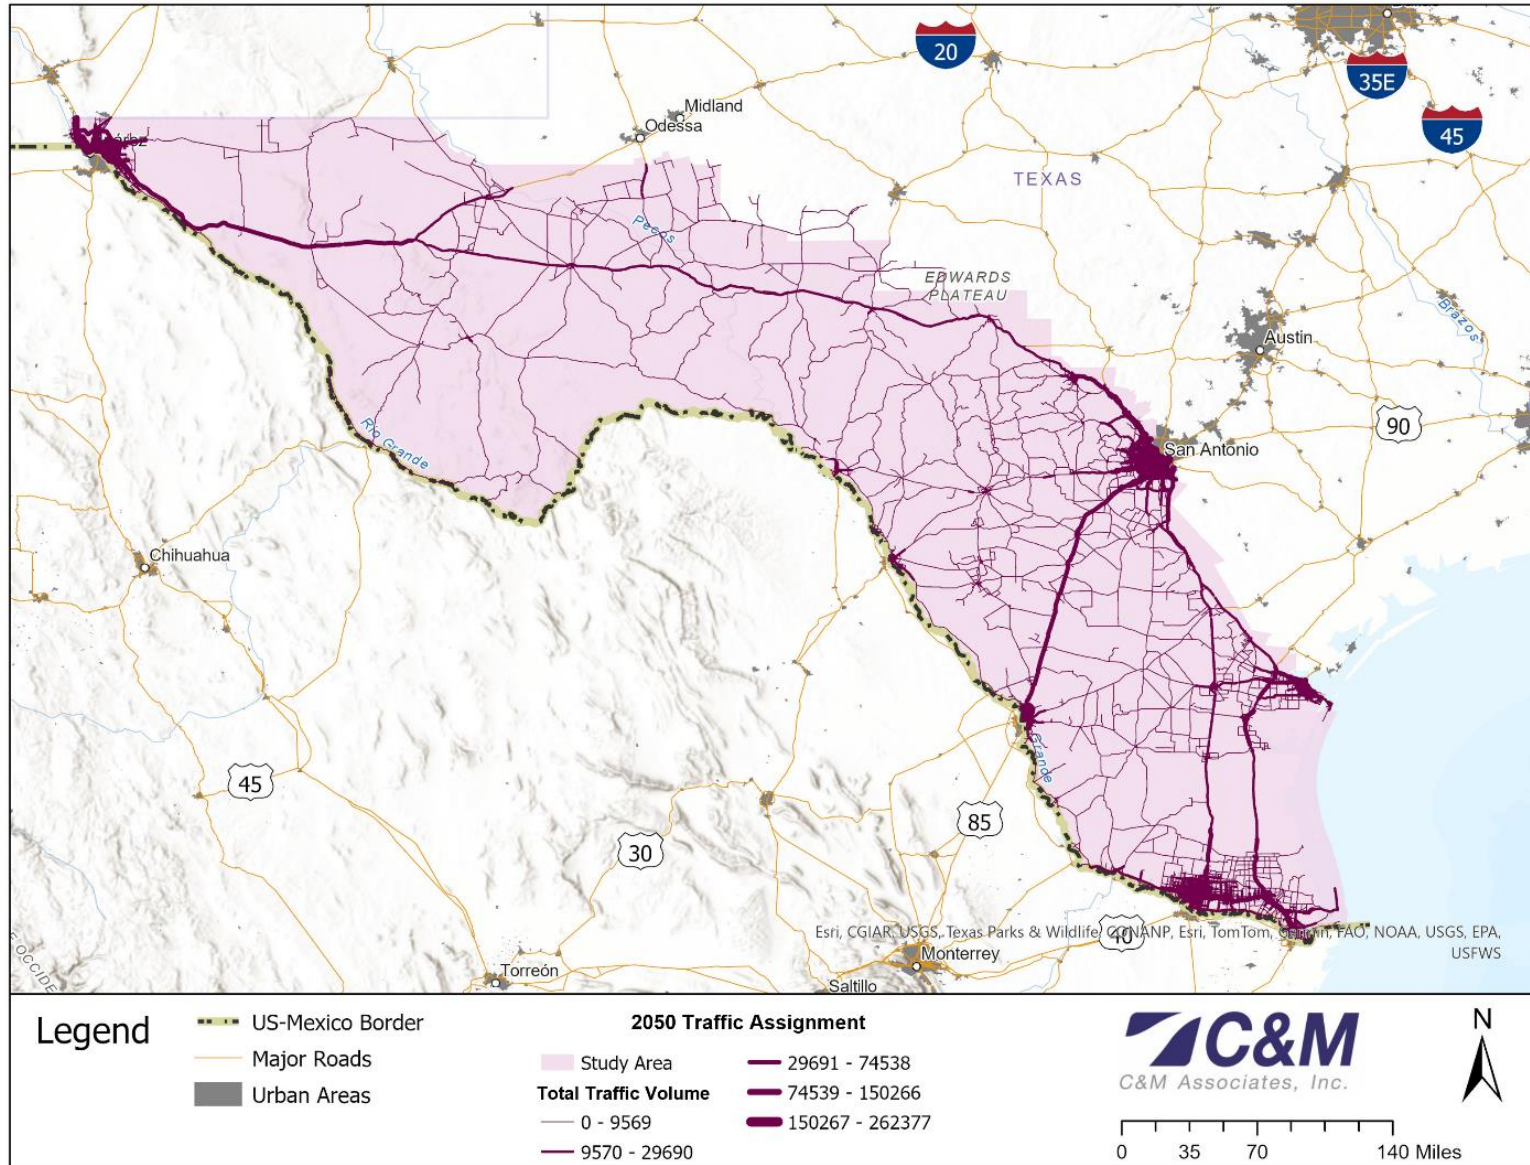 20
35E
45
Midland
Odessa
TEXAS
Pecos
EDWARDS
PLATEAU
Brazos
Austin
90
San Antonio
Rio Grande
Chihuahua
Grande
45
85
30
40
Esri, CGIAR, USGS, Texas Parks & Wildlife, CONANP, Esri, TomTom, Garmin, FAO, NOAA, USGS, EPA,
USFWS
Monterrey
Torreón
Saltillo
Legend
US-Mexico Border
Major Roads
Urban Areas
2050 Traffic Assignment
Study Area
Total Traffic Volume
0 - 9569
9570 - 29690
29691 - 74538
74539 - 150266
150267 - 262377
C&M
C&M Associates, Inc.
N
0 35 70 140 Miles